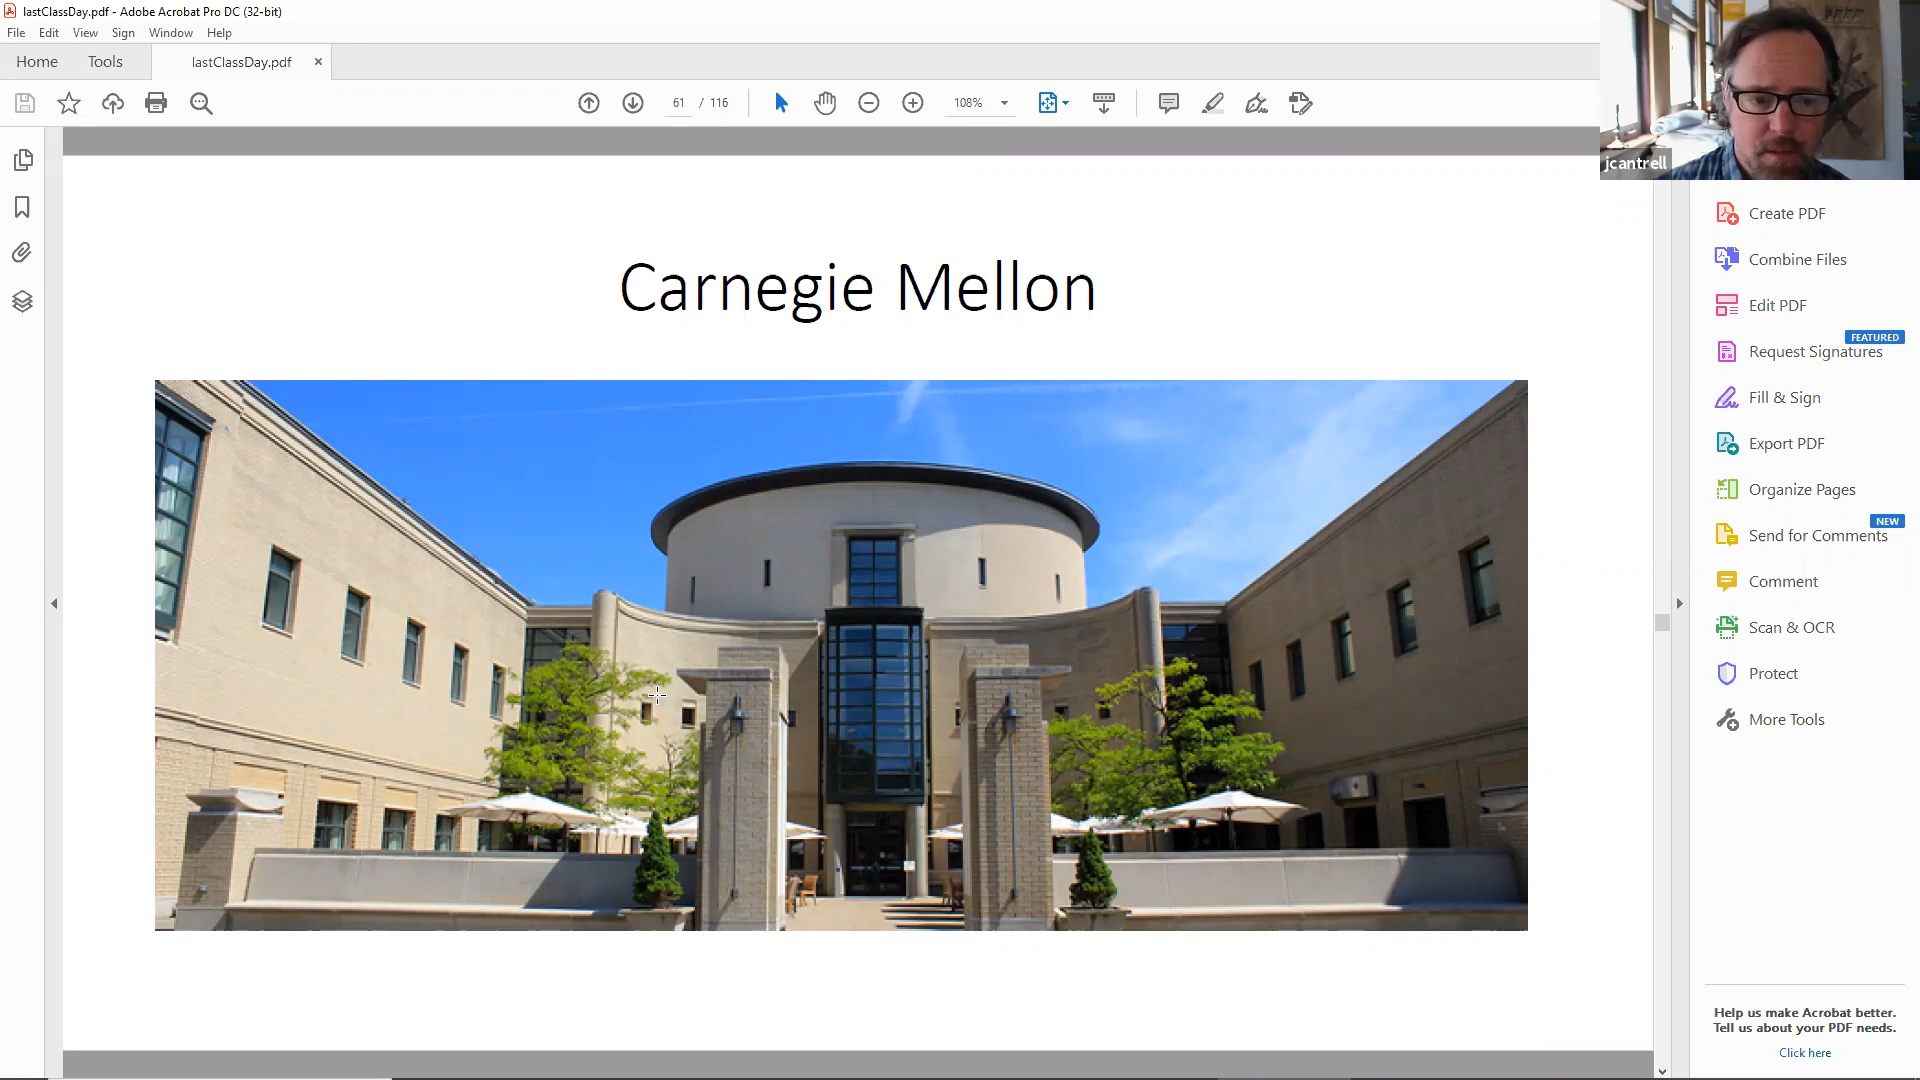 lastClassDay.pdf - Adobe Acrobat Pro DC (32-bit)
File Edit View Sign Window Help
Home Tools lastClassDay.pdf ×
61 / 116 108%
jcantrell
Carnegie Mellon
Create PDF
Combine Files
Edit PDF
FEATURED
Request Signatures
Fill & Sign
Export PDF
Organize Pages
NEW
Send for Comments
Comment
Scan & OCR
Protect
More Tools
Help us make Acrobat better.
Tell us about your PDF needs.
Click here